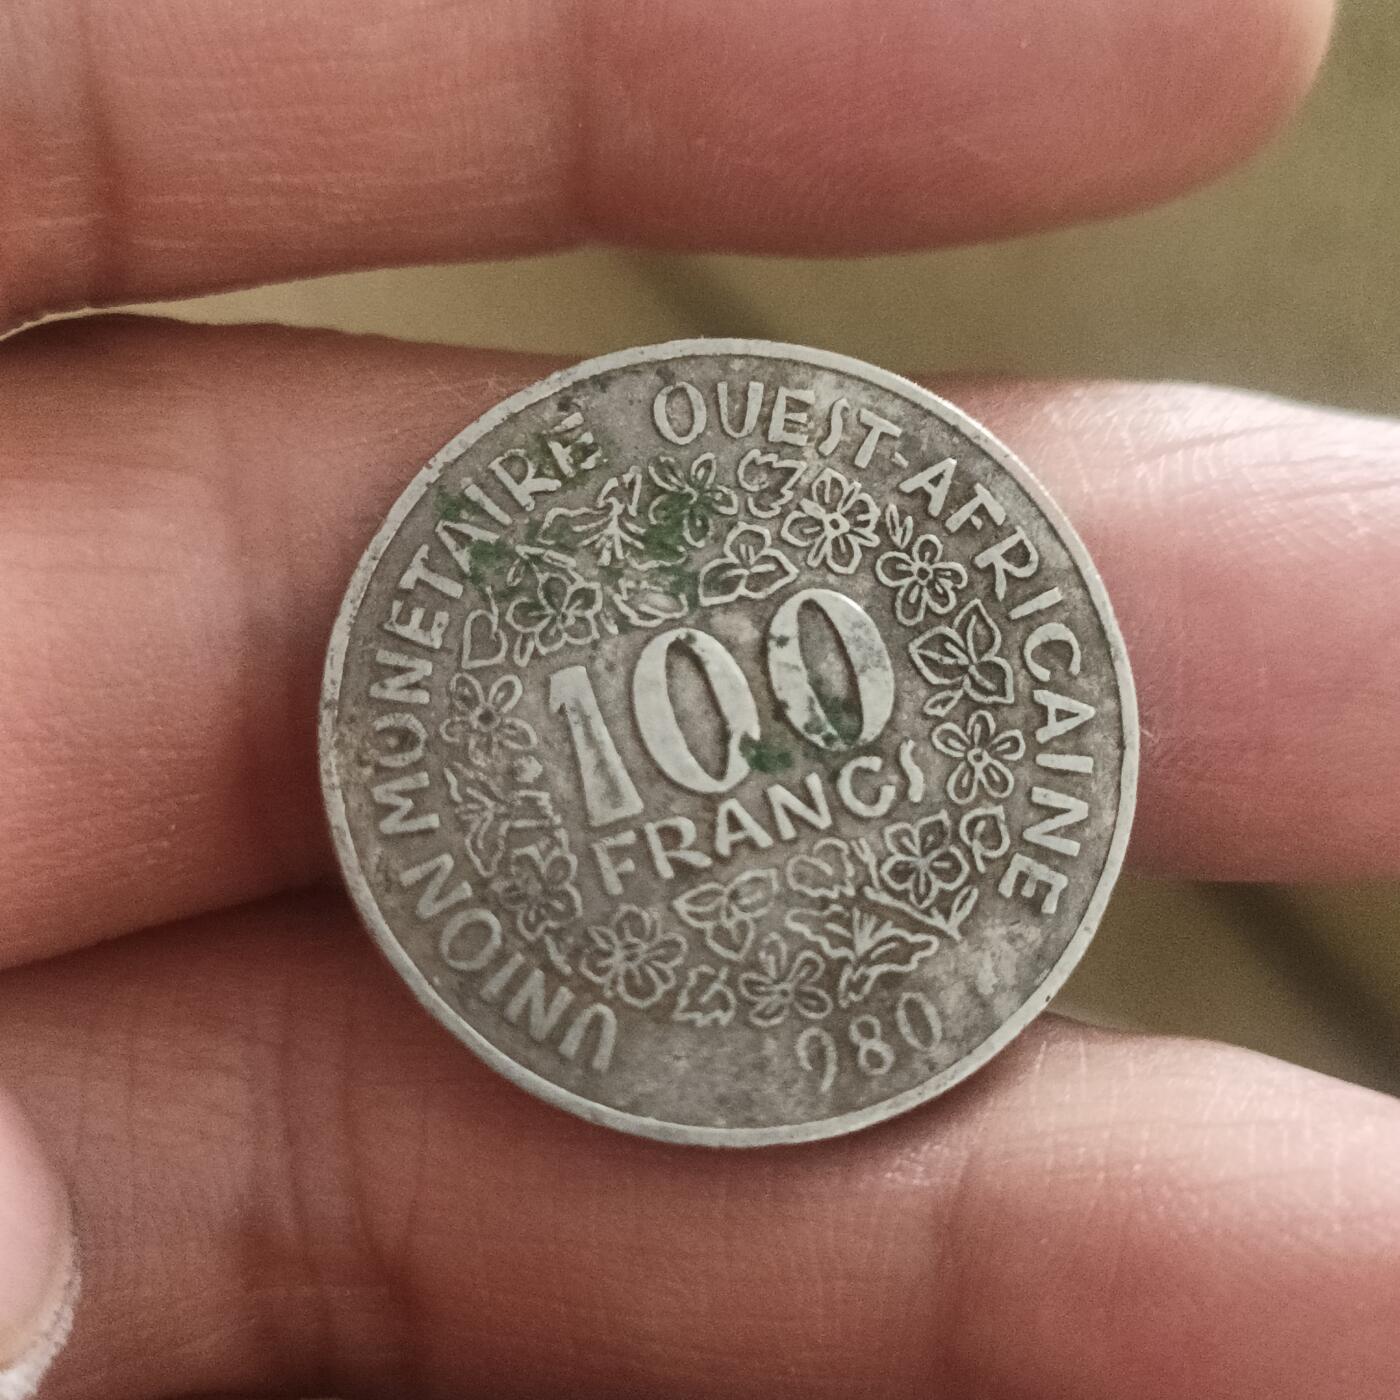 UNION MONETAIRE OUEST-AFRICAINE
100
FRANCS
980